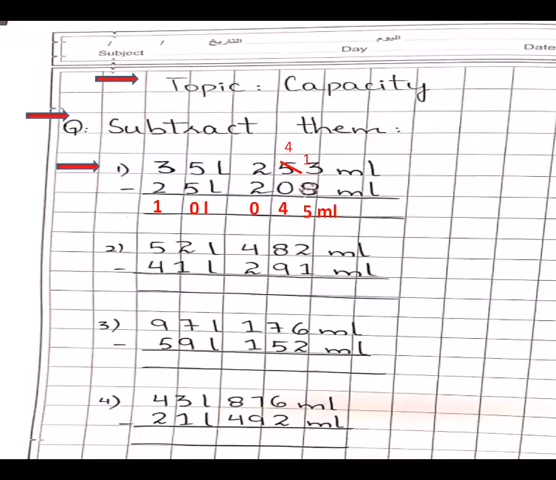 اليوم التاريخ / /
Date Day Subject
Topic: Capacity
Q: Subtract them:
4 1
1) 35l 253 ml
- 25l 208 ml
1 0l 0 4 5 ml
2) 52l 482 ml
- 41l 291 ml
3) 97l 176 ml
- 59l 152 ml
4) 43l 876 ml
- 21l 492 ml